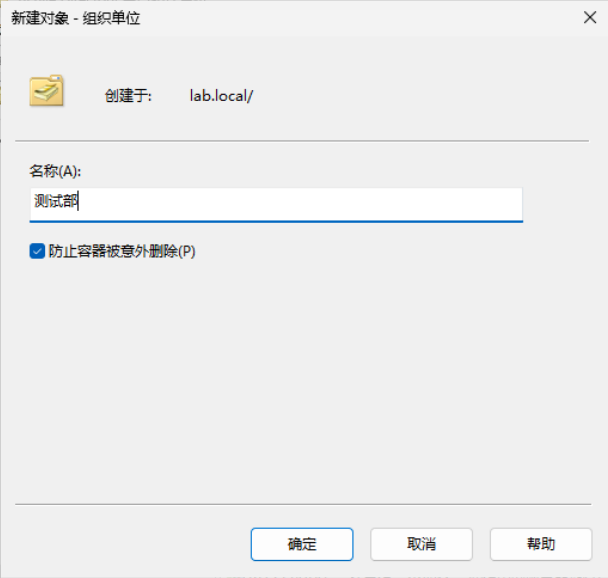 新建对象 - 组织单位
创建于: lab.local/
名称(A):
测试部
防止容器被意外删除(P)
确定 取消 帮助